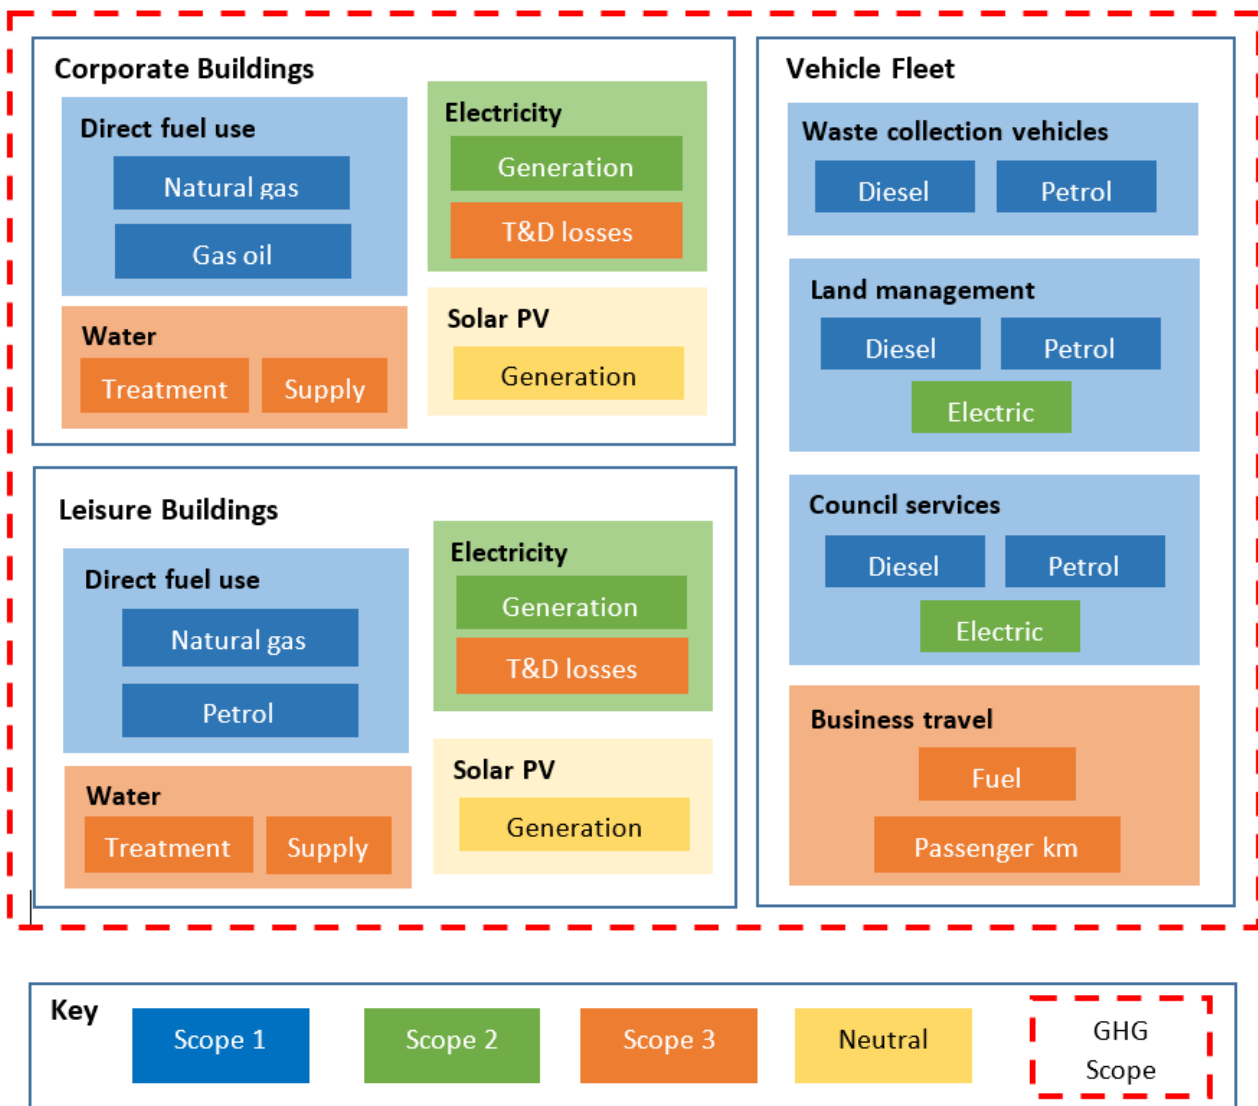 Corporate Buildings
Direct fuel use
Natural gas
Gas oil
Water
Treatment
Supply
Electricity
Generation
T&D losses
Solar PV
Generation
Leisure Buildings
Direct fuel use
Natural gas
Petrol
Water
Treatment
Supply
Electricity
Generation
T&D losses
Solar PV
Generation
Vehicle Fleet
Waste collection vehicles
Diesel
Petrol
Land management
Diesel
Petrol
Electric
Council services
Diesel
Petrol
Electric
Business travel
Fuel
Passenger km
Key
Scope 1
Scope 2
Scope 3
Neutral
GHG
Scope